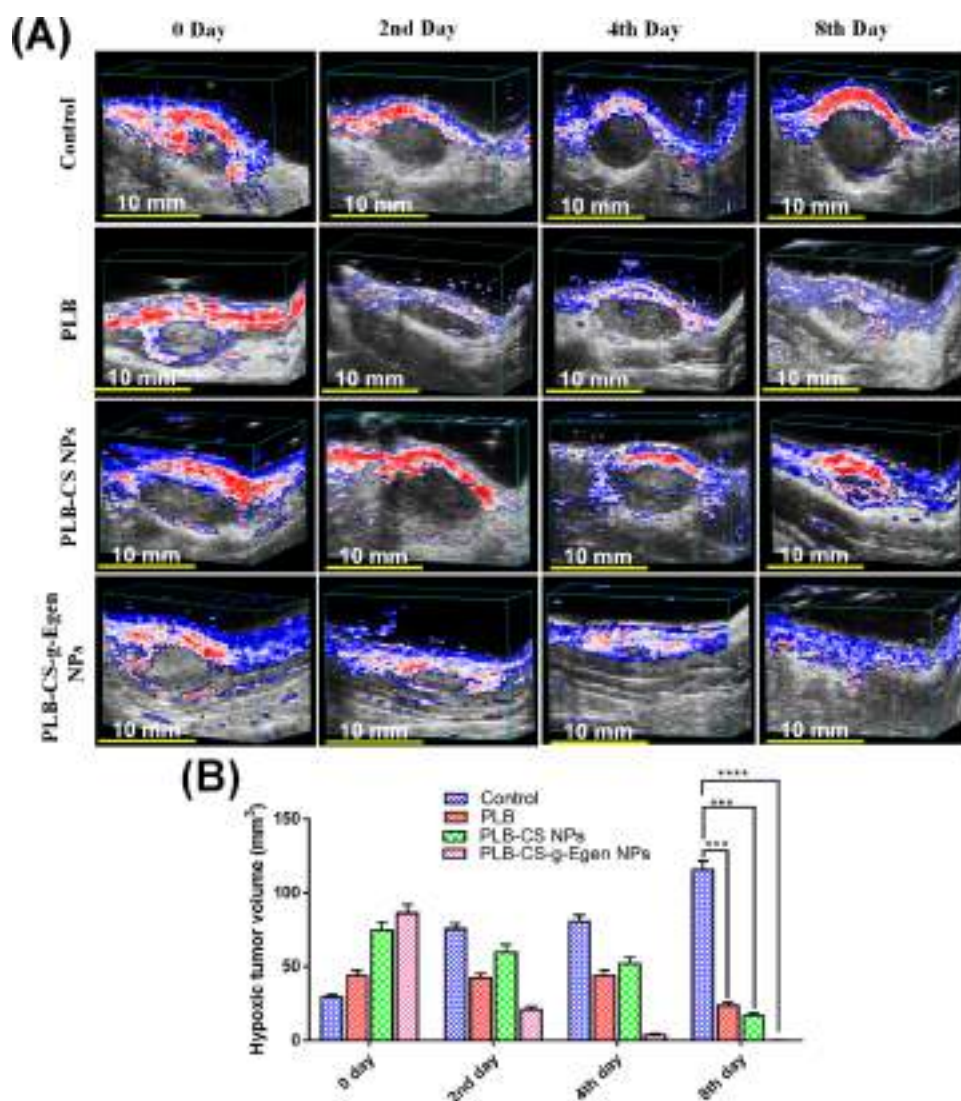 (A)
0 Day 2nd Day 4th Day 8th Day
Control
10 mm 10 mm 10 mm 10 mm
PLB
10 mm 10 mm 10 mm 10 mm
PLB-CS NPs
10 mm 10 mm 10 mm 10 mm
PLB-CS-g-Egen
NPs
10 mm 10 mm 10 mm 10 mm
(B)
Control
PLB
PLB-CS NPs
PLB-CS-g-Egen NPs
****
***
***
Hypoxic tumor volume (mm⁻³)
150
100
50
0
0 day 2nd day 4th day 8th day